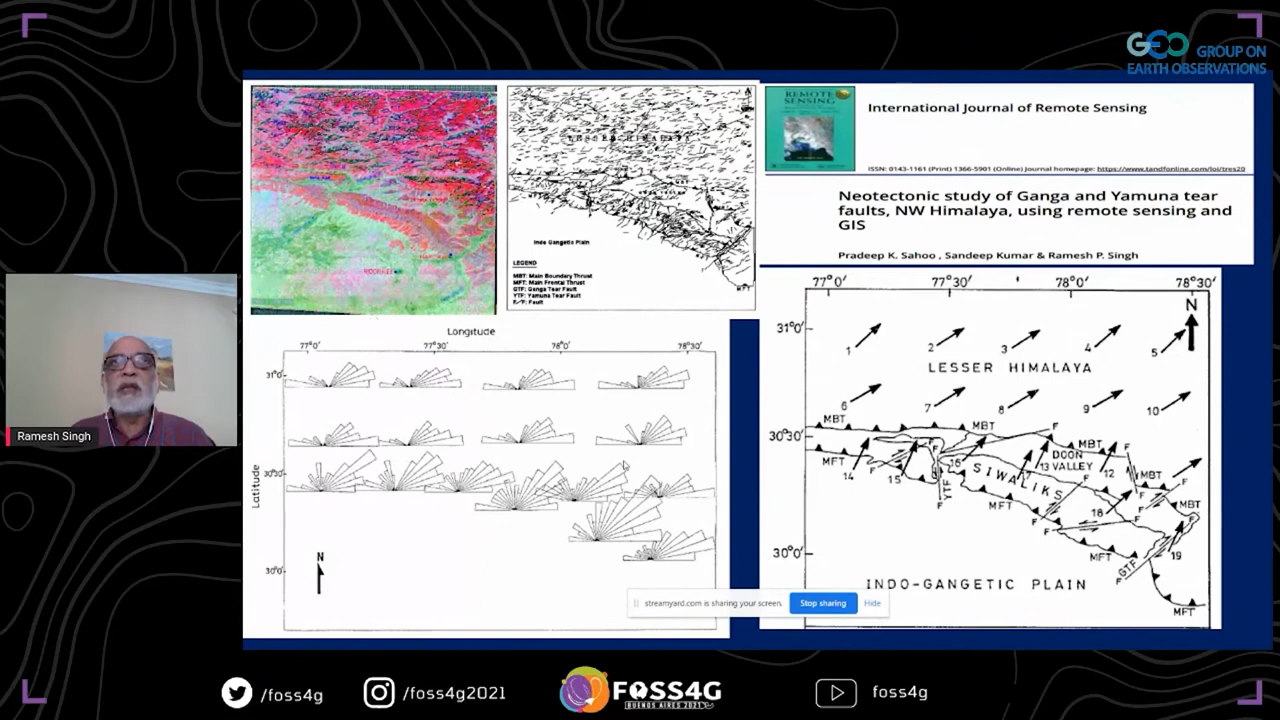 GEO GROUP ON
EARTH OBSERVATIONS
ROORKEE
LESSER HIMALAYA
Indo Gangetic Plain
LEGEND
MBT: Main Boundary Thrust
MFT: Main Frontal Thrust
GTF: Ganga Tear Fault
YTF: Yamuna Tear Fault
F-F: Fault
MFT
REMOTE
SENSING
International Journal of Remote Sensing
ISSN: 0143-1161 (Print) 1366-5901 (Online) Journal homepage: https://www.tandfonline.com/loi/tres20
Neotectonic study of Ganga and Yamuna tear
faults, NW Himalaya, using remote sensing and
GIS
Pradeep K. Sahoo , Sandeep Kumar & Ramesh P. Singh
Longitude
77°0' 77°30' 78°0' 78°30'
31°0'
30°30'
30°0'
Latitude
N
77°0' 77°30' 78°0' 78°30'
N
31°0'
1 2 3 4 5
LESSER HIMALAYA
6 7 8 9 10
MBT MBT F MBT F
30°30'
MFT F F DOON
VALLEY MBT
14 15 16 17 13 12
YTF SIWALIKS
F MFT F 18 F MBT
F F
30°0'
MFT GTF 19
F
INDO-GANGETIC PLAIN
MFT
streamyard.com is sharing your screen. Stop sharing Hide
Ramesh Singh
/foss4g /foss4g2021 FOSS4G foss4g
BUENOS AIRES 2021